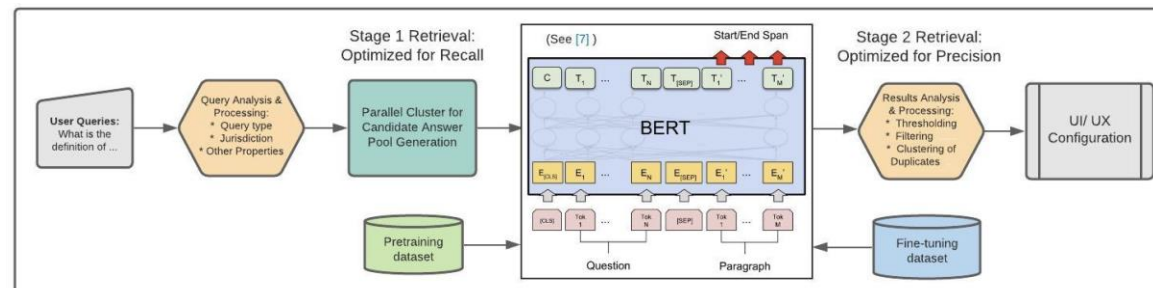 User Queries:
What is the
definition of ...
Query Analysis &
Processing:
* Query type
* Jurisdiction
* Other Properties
Stage 1 Retrieval:
Optimized for Recall
Parallel Cluster for
Candidate Answer
Pool Generation
Pretraining
dataset
(See [7] )
Start/End Span
C T1 ... TN T[SEP] T1' ... TM'
BERT
E[CLS] E1 ... EN E[SEP] E1' ... EM'
[CLS] Tok 1 ... Tok N [SEP] Tok 1 ... Tok M
Question Paragraph
Stage 2 Retrieval:
Optimized for Precision
Results Analysis
& Processing:
* Thresholding
* Filtering
* Clustering of
Duplicates
Fine-tuning
dataset
UI/ UX
Configuration